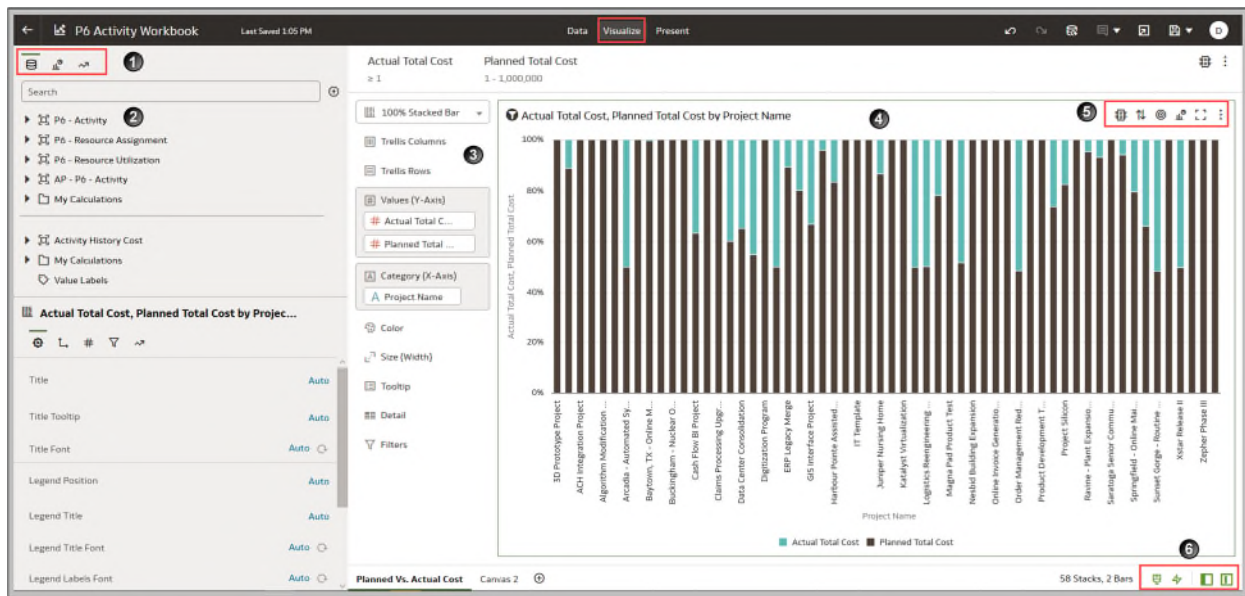 P6 Activity Workbook
Last Saved 1:05 PM
Data
Visualize
Present
D
1
Search
P6 - Activity
2
P6 - Resource Assignment
P6 - Resource Utilization
AP - P6 - Activity
My Calculations
Activity History Cost
My Calculations
Value Labels
Actual Total Cost, Planned Total Cost by Projec...
Title
Auto
Title Tooltip
Auto
Title Font
Auto
Legend Position
Auto
Legend Title
Auto
Legend Title Font
Auto
Legend Labels Font
Auto
Actual Total Cost
≥ 1
Planned Total Cost
1 - 1,000,000
100% Stacked Bar
Trellis Columns
3
Trellis Rows
Values (Y-Axis)
# Actual Total C...
# Planned Total ...
Category (X-Axis)
A Project Name
Color
Size (Width)
Tooltip
Detail
Filters
Actual Total Cost, Planned Total Cost by Project Name
4
5
Actual Total Cost, Planned Total Cost
100%
80%
60%
40%
20%
0%
3D Prototype Project
ACH Integration Project
Algorithm Modification ...
Arcadia - Automated Sy...
Baytown, TX - Online M...
Buckingham - Nuclear O...
Cash Flow BI Project
Claims Processing Upgr...
Data Center Consolidation
Digitization Program
ERP Legacy Merge
GIS Interface Project
Harbour Pointe Assisted...
IT Template
Juniper Nursing Home
Katalyst Virtualization
Logistics Reengineering ...
Magna Pad Product Test
Nesbid Building Expansion
Online Invoice Generatio...
Order Management Red...
Product Development T...
Project Silicon
Ravine - Plant Expansio...
Saratoga Senior Commu...
Springfield - Online Mai...
Sunset Gorge - Routine ...
Xstar Release II
Zepher Phase III
Project Name
Actual Total Cost
Planned Total Cost
6
Planned Vs. Actual Cost
Canvas 2
58 Stacks, 2 Bars